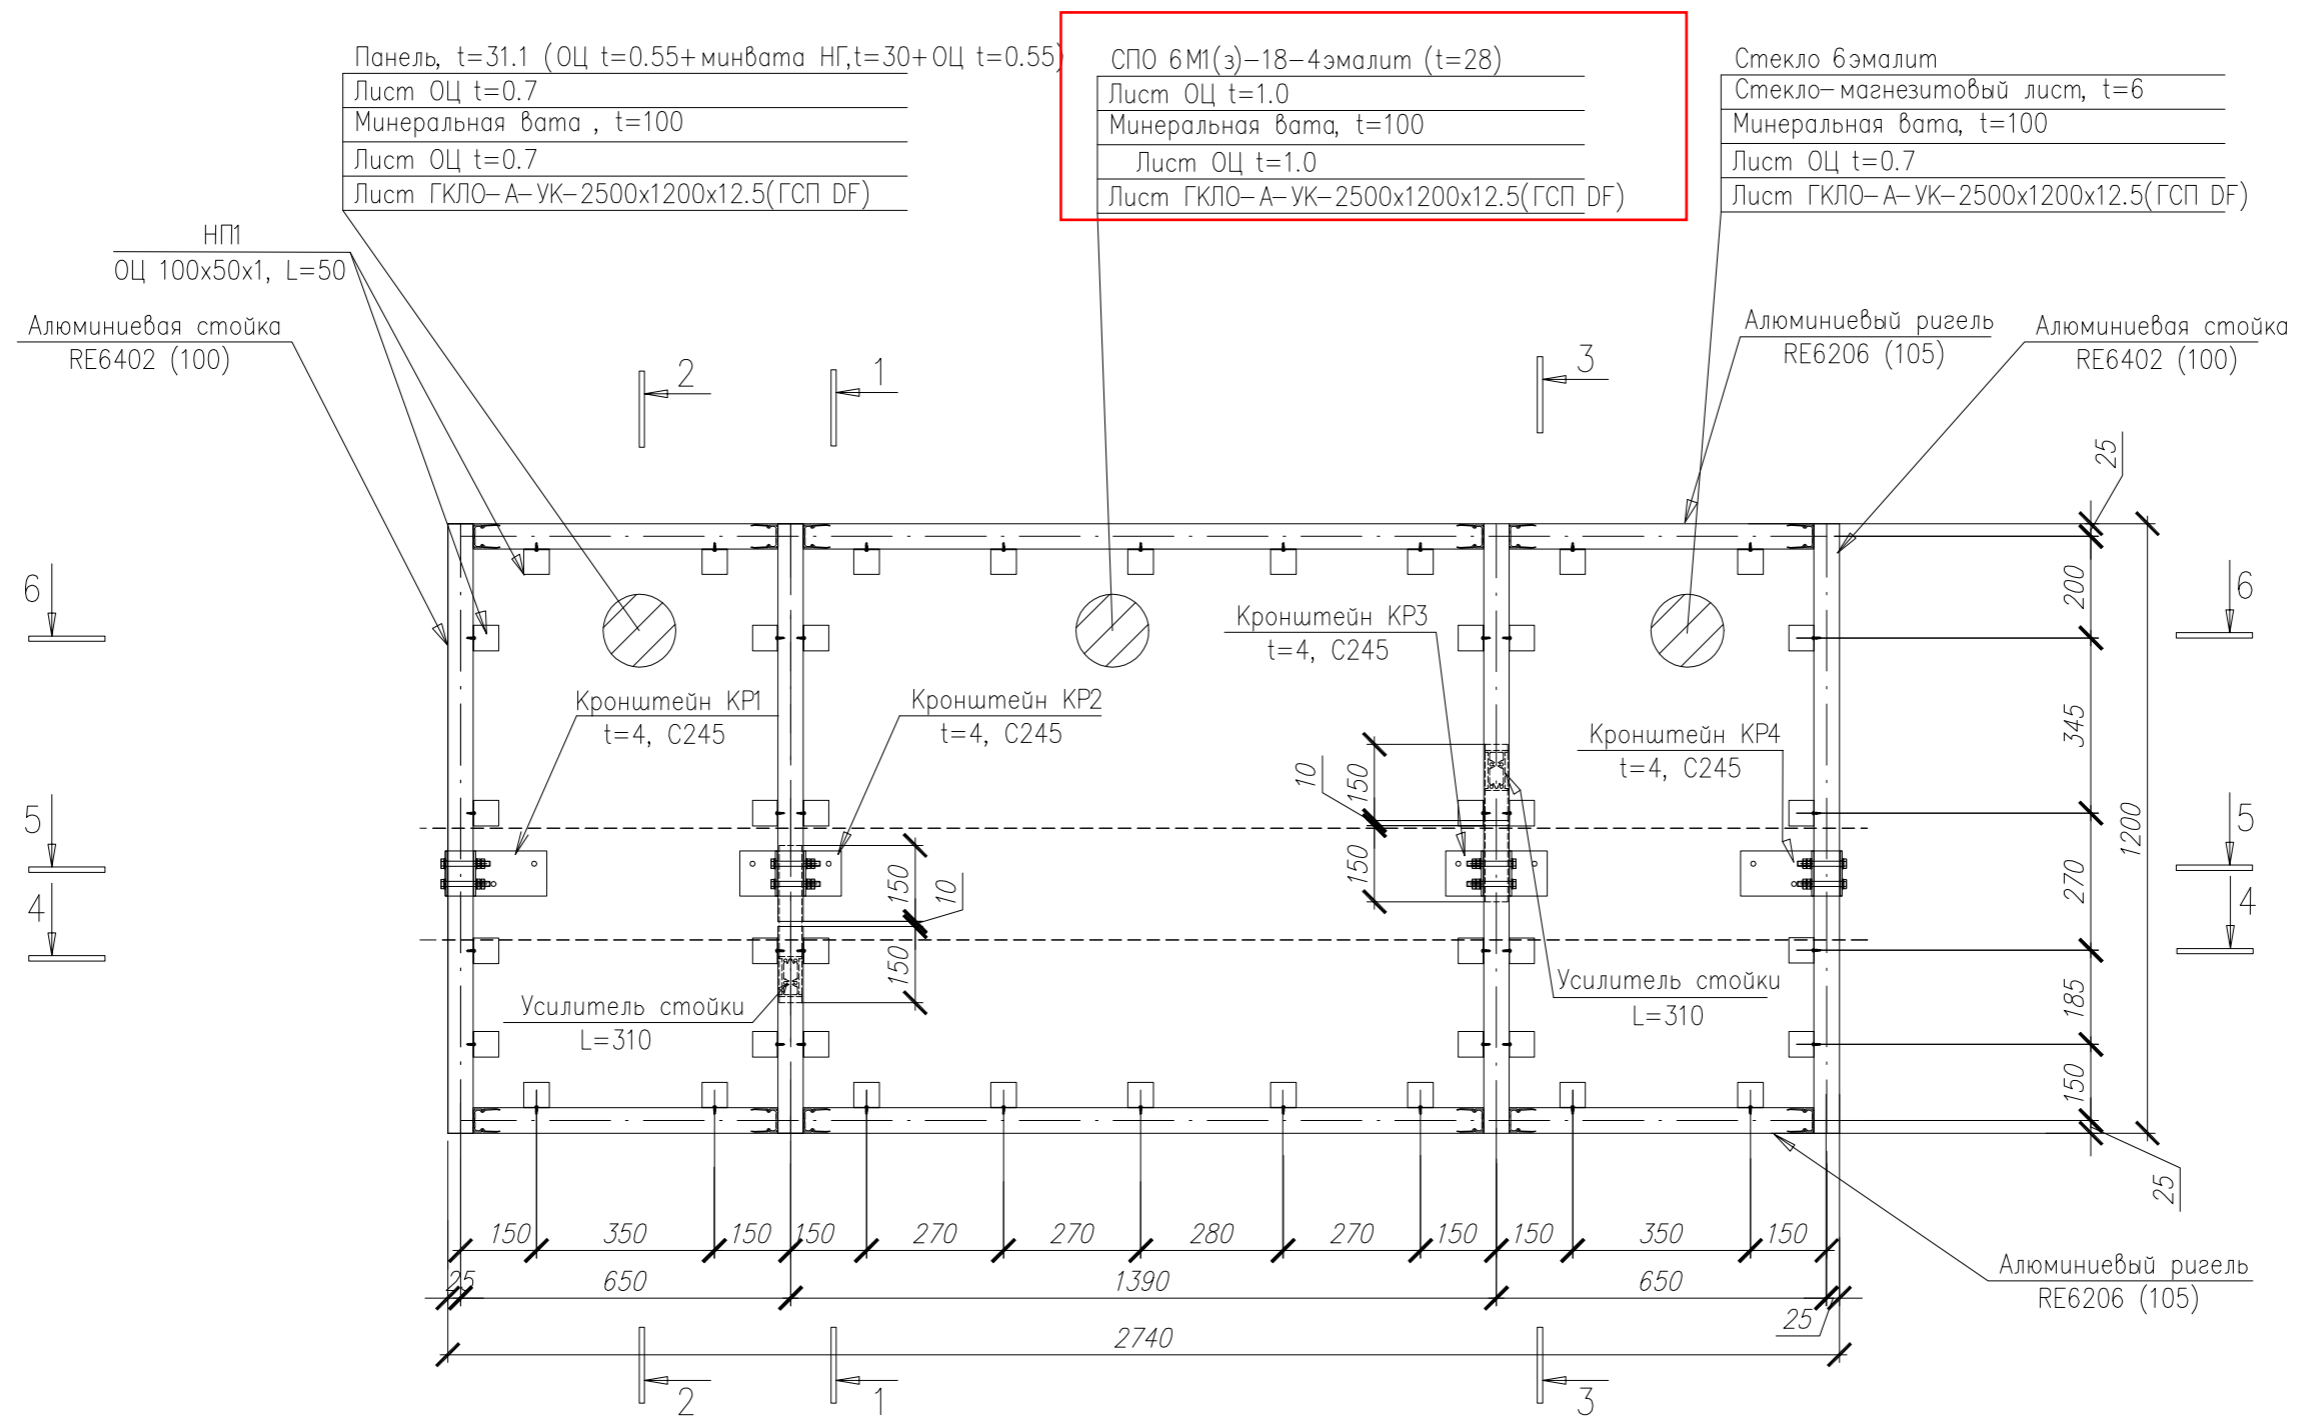 Панель, t=31.1 (ОЦ t=0.55+минвата НГ,t=30+ОЦ t=0.55)
Лист ОЦ t=0.7
Минеральная вата , t=100
Лист ОЦ t=0.7
Лист ГКЛО-А-УК-2500х1200х12.5(ГСП DF)
СПО 6М1(з)-18-4эмалит (t=28)
Лист ОЦ t=1.0
Минеральная вата, t=100
Лист ОЦ t=1.0
Лист ГКЛО-А-УК-2500х1200х12.5(ГСП DF)
Стекло 6эмалит
Стекло-магнезитовый лист, t=6
Минеральная вата, t=100
Лист ОЦ t=0.7
Лист ГКЛО-А-УК-2500х1200х12.5(ГСП DF)
НП1
ОЦ 100х50х1, L=50
Алюминиевая стойка
RE6402 (100)
Алюминиевый ригель
RE6206 (105)
Алюминиевая стойка
RE6402 (100)
2
1
3
25
6
200
6
Кронштейн КР3
t=4, С245
Кронштейн КР1
t=4, С245
Кронштейн КР2
t=4, С245
Кронштейн КР4
t=4, С245
345
10
150
150
5
5
1200
270
4
4
150
10
150
Усилитель стойки
L=310
Усилитель стойки
L=310
185
150
25
150
350
150
150
270
270
280
270
150
150
350
150
25
650
1390
650
25
2740
Алюминиевый ригель
RE6206 (105)
2
1
3